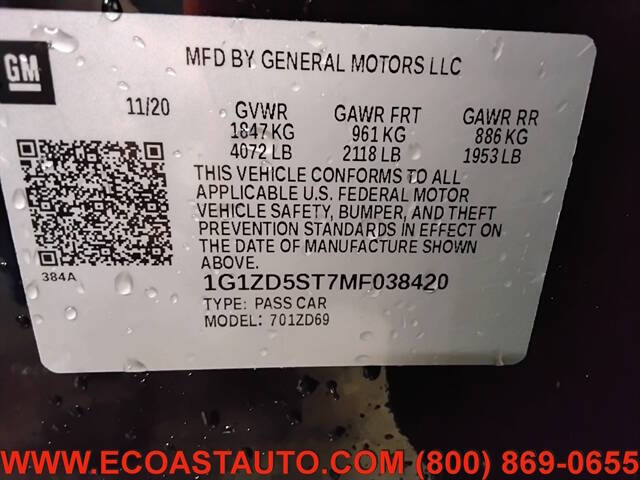 GM
MFD BY GENERAL MOTORS LLC
11/20
GVWR GAWR FRT GAWR RR
1847 KG 961 KG 886 KG
4072 LB 2118 LB 1953 LB
THIS VEHICLE CONFORMS TO ALL
APPLICABLE U.S. FEDERAL MOTOR
VEHICLE SAFETY, BUMPER, AND THEFT
PREVENTION STANDARDS IN EFFECT ON
THE DATE OF MANUFACTURE SHOWN
ABOVE.
384A
1G1ZD5ST7MF038420
TYPE: PASS CAR
MODEL: 701ZD69
WWW.ECOASTAUTO.COM (800) 869-0655